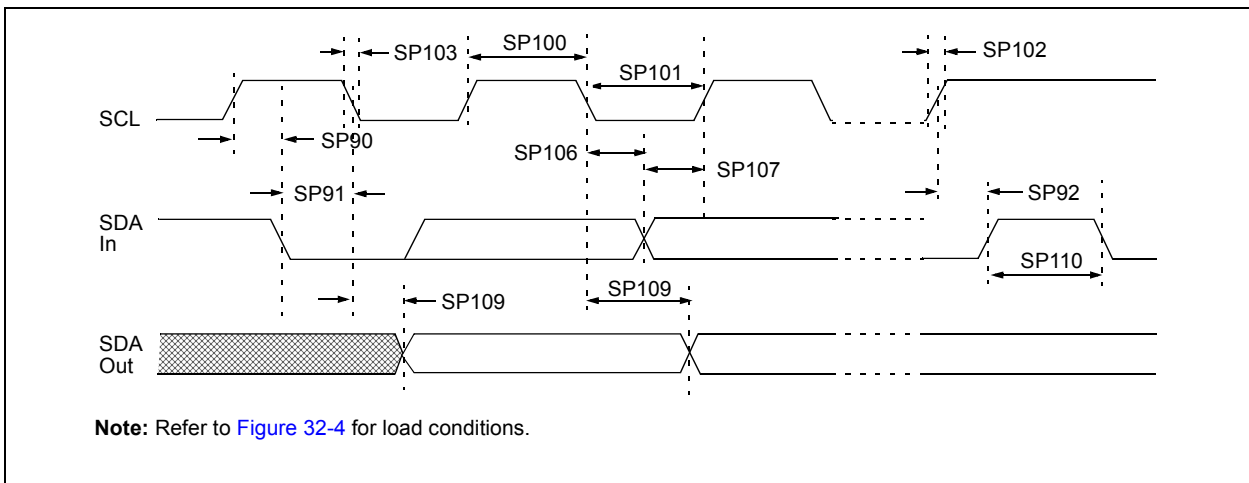 SP103
SP100
SP101
SP102
SCL
SP90
SP106
SP107
SP91
SP92
SDA
In
SP110
SP109
SP109
SDA
Out
Note: Refer to Figure 32-4 for load conditions.